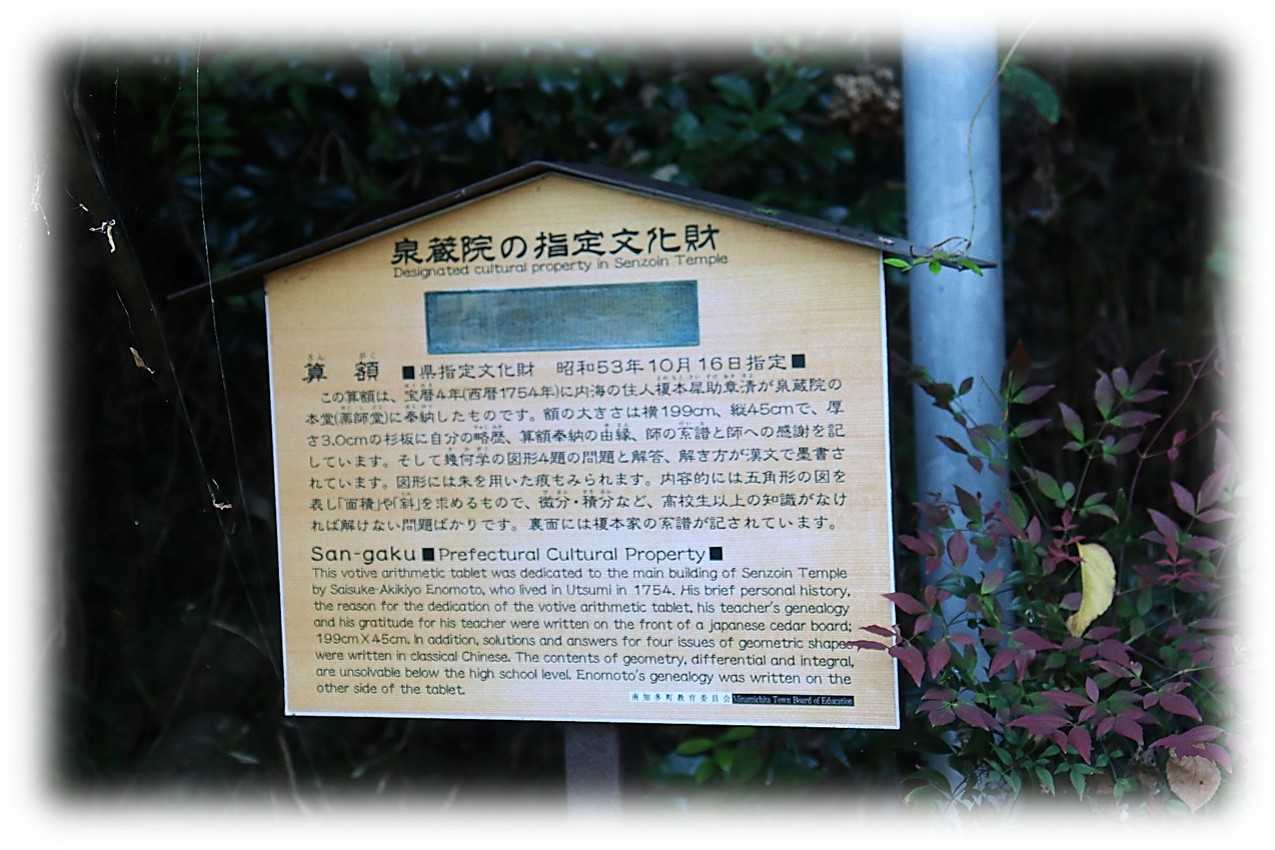 泉蔵院の指定文化財
Designated cultural property in Senzoin Temple
さん がく
算 額 ■県指定文化財 昭和53年10月16日指定■
この算額は、宝暦4年(西暦1754年)に内海の住人榎本犀助章清が泉蔵院の
本堂(薬師堂)に奉納したものです。額の大きさは横199cm、縦45cmで、厚
さ3.0cmの杉板に自分の略歴、算額奉納の由縁、師の系譜と師への感謝を記
しています。そして幾何学の図形4題の問題と解答、解き方が漢文で墨書さ
れています。図形には朱を用いた痕もみられます。内容的には五角形の図を
表し「面積」や「斜」を求めるもので、微分・積分など、高校生以上の知識がなけ
れば解けない問題ばかりです。裏面には榎本家の系譜が記されています。
San-gaku ■Prefectural Cultural Property■
This votive arithmetic tablet was dedicated to the main building of Senzoin Temple
by Saisuke-Akikiyo Enomoto, who lived in Utsumi in 1754. His brief personal history,
the reason for the dedication of the votive arithmetic tablet, his teacher's genealogy
and his gratitude for his teacher were written on the front of a japanese cedar board;
199cm X 45cm. In addition, solutions and answers for four issues of geometric shapes
were written in classical Chinese. The contents of geometry, differential and integral,
are unsolvable below the high school level. Enomoto's genealogy was written on the
other side of the tablet.
南知多町教育委員会 Minamichita Town Board of Education